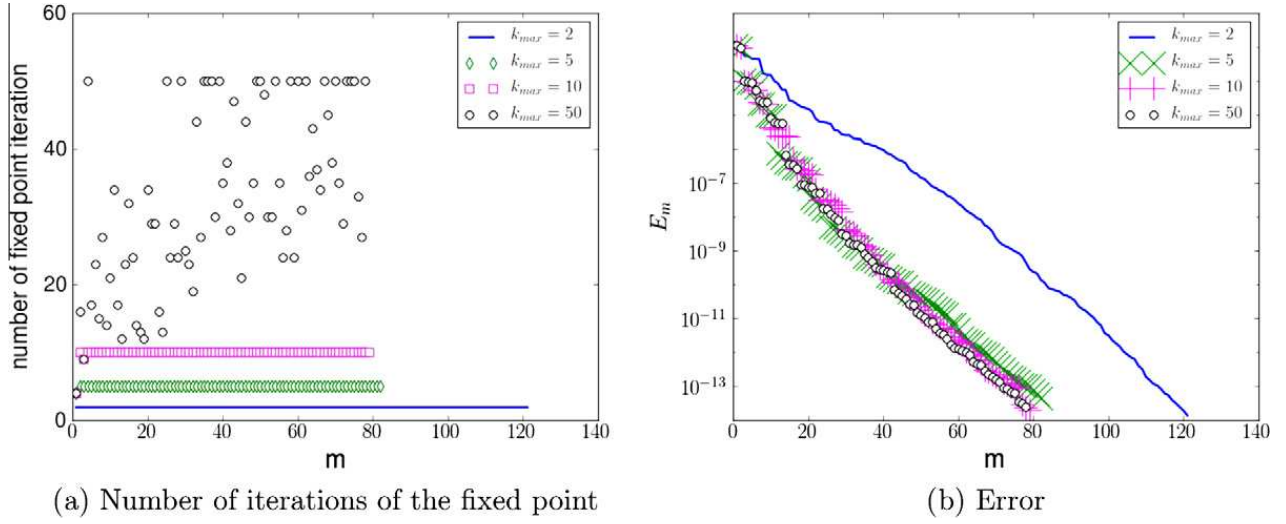 60
50
40
30
20
10
0
number of fixed point iteration
0 20 40 60 80 100 120 140
m
k_max = 2
k_max = 5
k_max = 10
k_max = 50
(a) Number of iterations of the fixed point
10^-7
10^-9
10^-11
10^-13
E_m
0 20 40 60 80 100 120 140
m
k_max = 2
k_max = 5
k_max = 10
k_max = 50
(b) Error